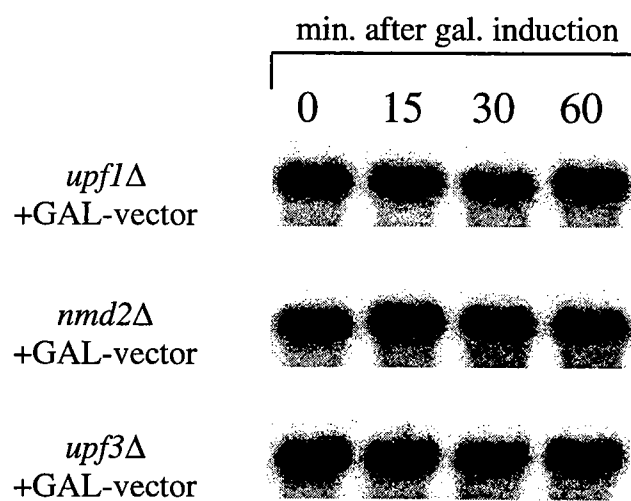 min. after gal. induction
0 15 30 60
upf1Δ
+GAL-vector
nmd2Δ
+GAL-vector
upf3Δ
+GAL-vector